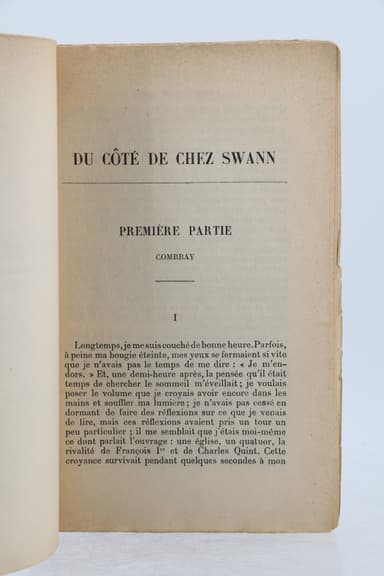 DU CÔTÉ DE CHEZ SWANN
PREMIÈRE PARTIE
COMBRAY
I
Longtemps, je me suis couché de bonne heure. Parfois,
à peine ma bougie éteinte, mes yeux se fermaient si vite
que je n'avais pas le temps de me dire : « Je m'en-
dors. » Et, une demi-heure après, la pensée qu'il était
temps de chercher le sommeil m'éveillait ; je voulais
poser le volume que je croyais avoir encore dans les
mains et souffler ma lumière ; je n'avais pas cessé en
dormant de faire des réflexions sur ce que je venais
de lire, mais ces réflexions avaient pris un tour un
peu particulier ; il me semblait que j'étais moi-même
ce dont parlait l'ouvrage : une église, un quatuor, la
rivalité de François Ier et de Charles Quint. Cette
croyance survivait pendant quelques secondes à mon